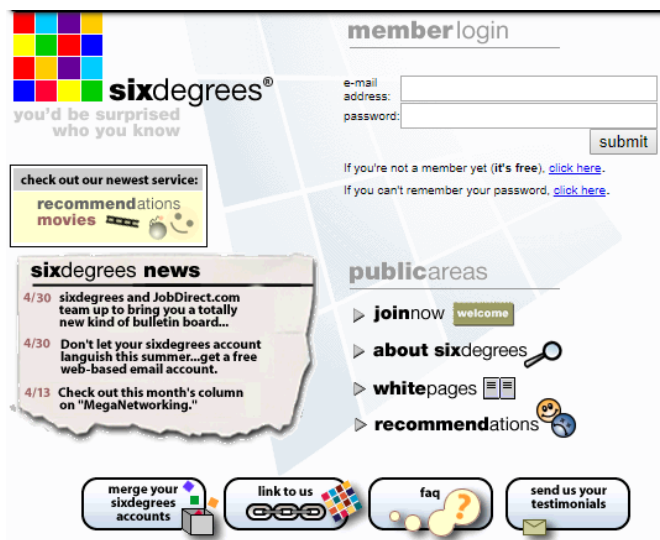 sixdegrees®
you'd be surprised
who you know
memberlogin
e-mail
address:
password:
submit
If you're not a member yet (it's free), click here.
If you can't remember your password, click here.
check out our newest service:
recommendations
movies
sixdegrees news
4/30 sixdegrees and JobDirect.com
team up to bring you a totally
new kind of bulletin board...
4/30 Don't let your sixdegrees account
languish this summer...get a free
web-based email account.
4/13 Check out this month's column
on "MegaNetworking."
publicareas
joinnow welcome
about sixdegrees
whitepages
recommendations
merge your
sixdegrees
accounts
link to us
faq
?
send us your
testimonials